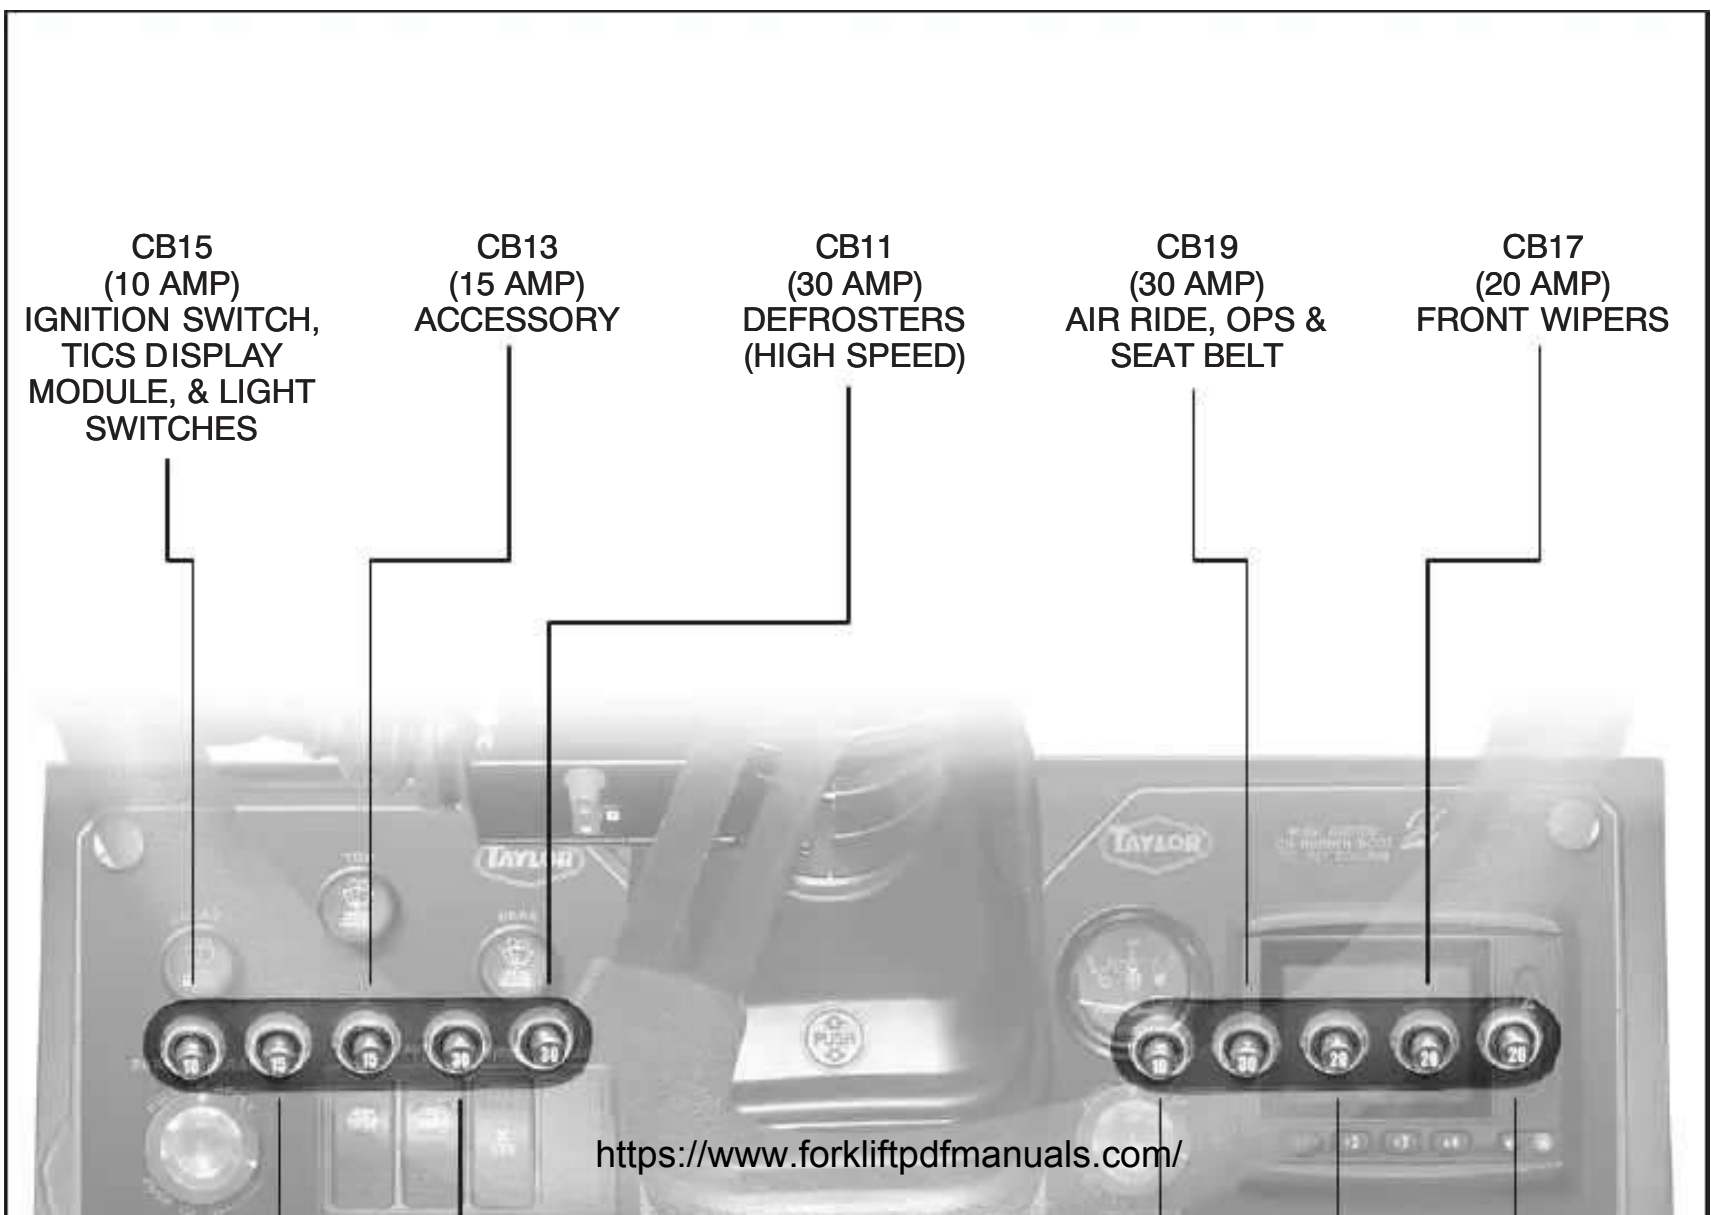 CB15
(10 AMP)
IGNITION SWITCH,
TICS DISPLAY
MODULE, & LIGHT
SWITCHES
CB13
(15 AMP)
ACCESSORY
CB11
(30 AMP)
DEFROSTERS
(HIGH SPEED)
CB19
(30 AMP)
AIR RIDE, OPS &
SEAT BELT
CB17
(20 AMP)
FRONT WIPERS
TAYLOR
TAYLOR
TOP
REAR
10
15
15
30
30
PUSH
10
30
20
20
20
https://www.forkliftpdfmanuals.com/